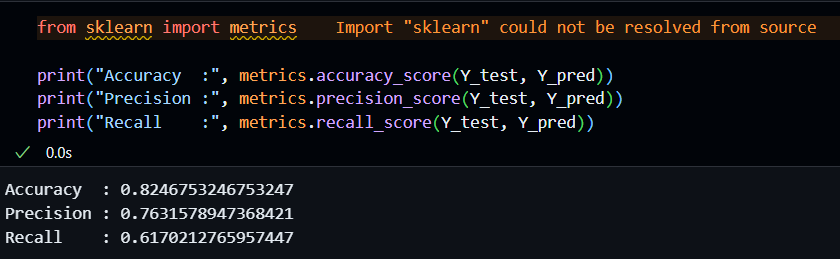 from sklearn import metrics    Import "sklearn" could not be resolved from source
print("Accuracy  :", metrics.accuracy_score(Y_test, Y_pred))
print("Precision :", metrics.precision_score(Y_test, Y_pred))
print("Recall    :", metrics.recall_score(Y_test, Y_pred))
✓ 0.0s
Accuracy  : 0.8246753246753247
Precision : 0.7631578947368421
Recall    : 0.6170212765957447